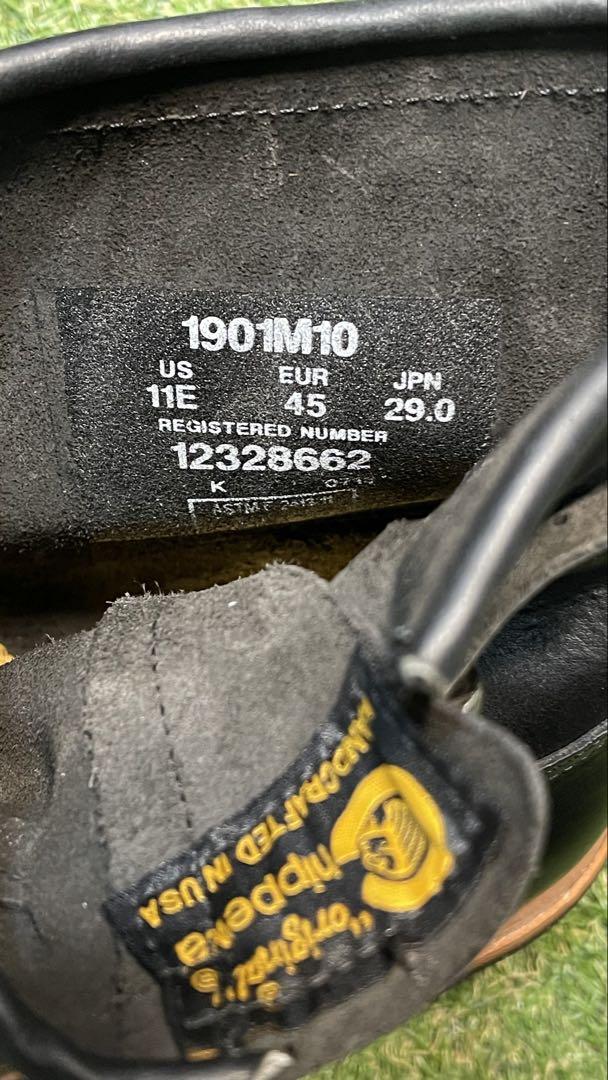 1901M10
US EUR JPN
11E 45 29.0
REGISTERED NUMBER
12328662
K
"original's"
Chippewa
HANDCRAFTED IN USA